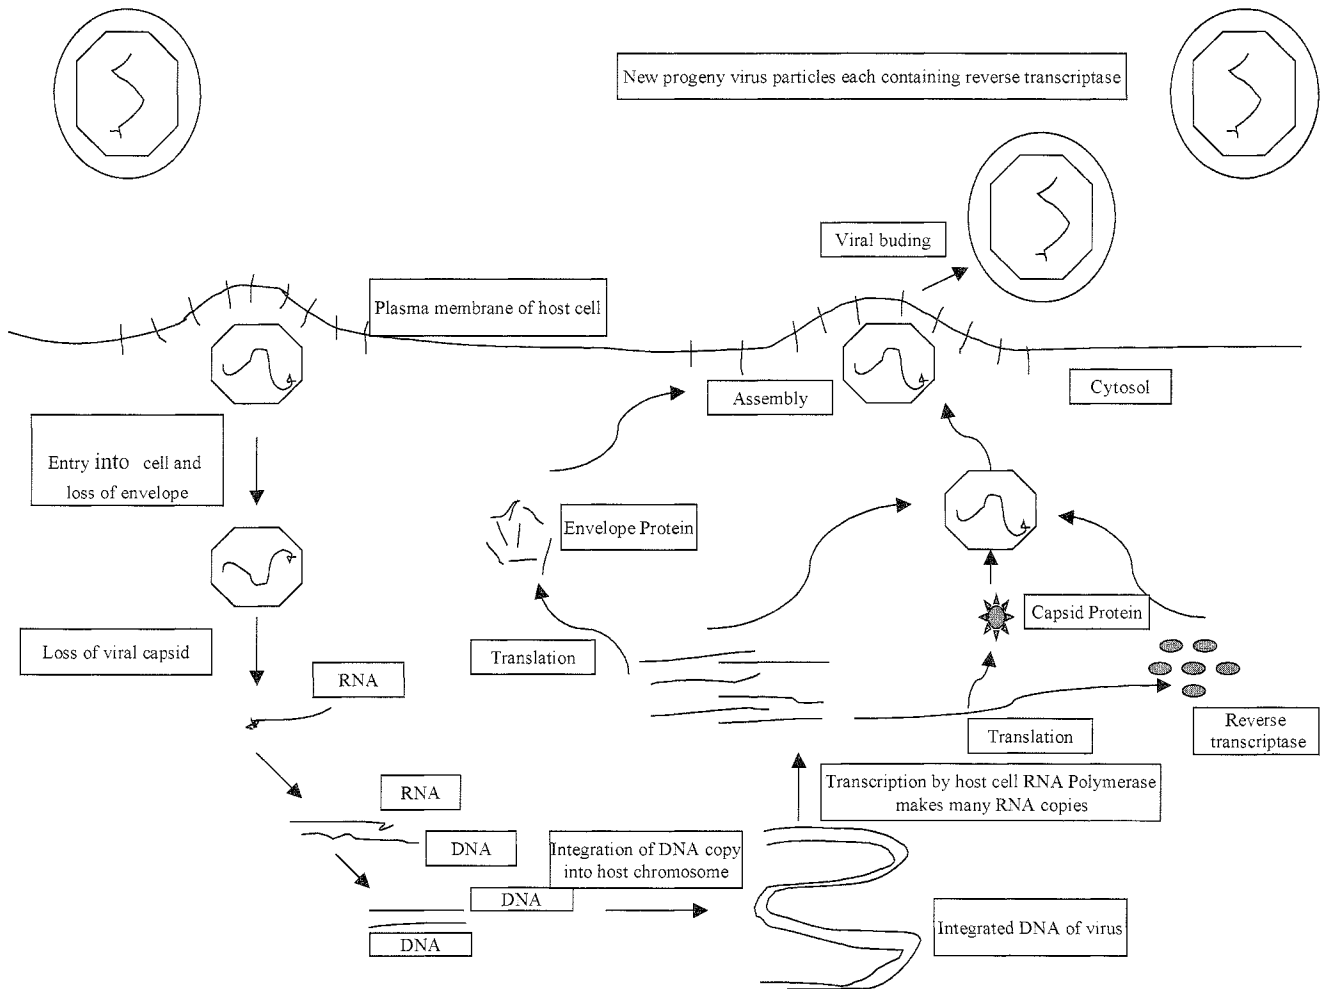 New progeny virus particles each containing reverse transcriptase
Viral buding
Plasma membrane of host cell
Assembly
Cytosol
Entry into cell and
loss of envelope
Envelope Protein
Capsid Protein
Loss of viral capsid
Translation
RNA
Reverse
transcriptase
Translation
Transcription by host cell RNA Polymerase
makes many RNA copies
RNA
DNA
Integration of DNA copy
into host chromosome
DNA
DNA
Integrated DNA of virus